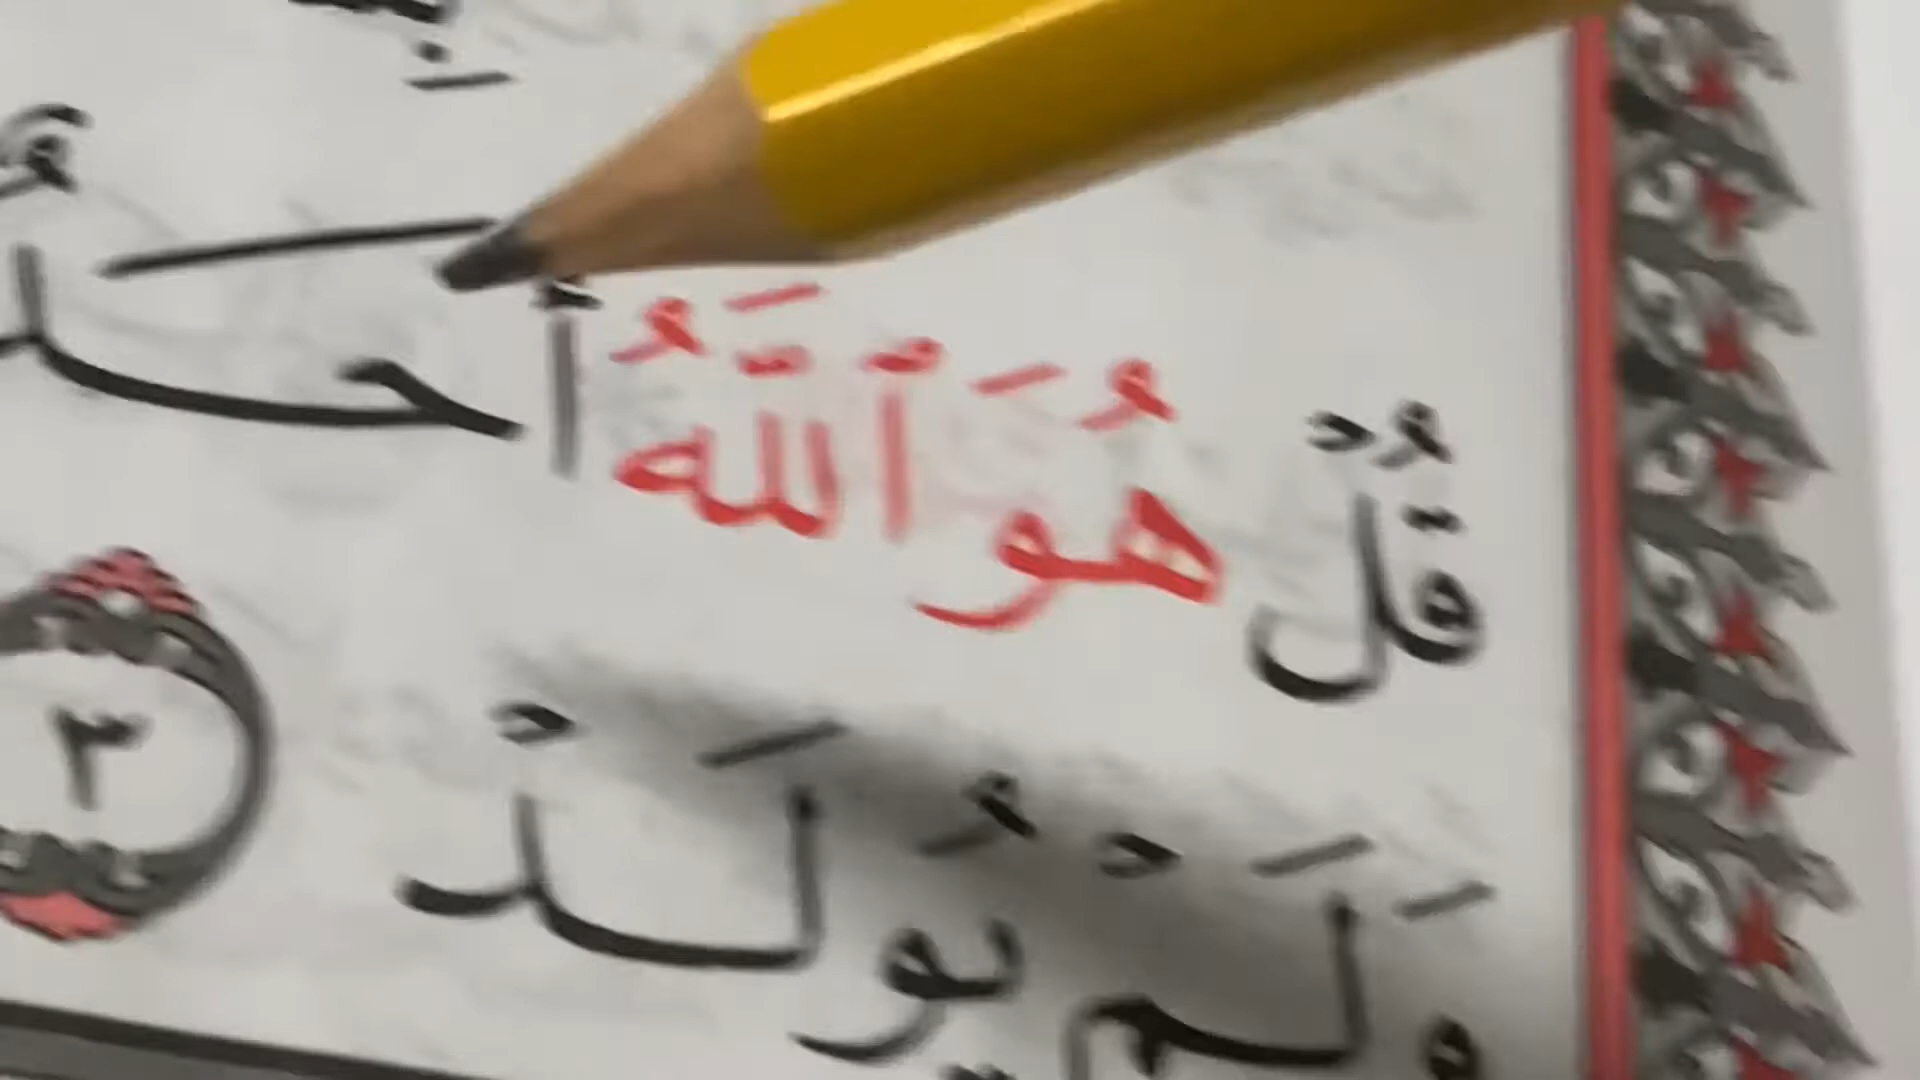 قُلْ هُوَ ٱللَّهُ أَحَدٌ
وَلَمْ يُولَدْ ٣